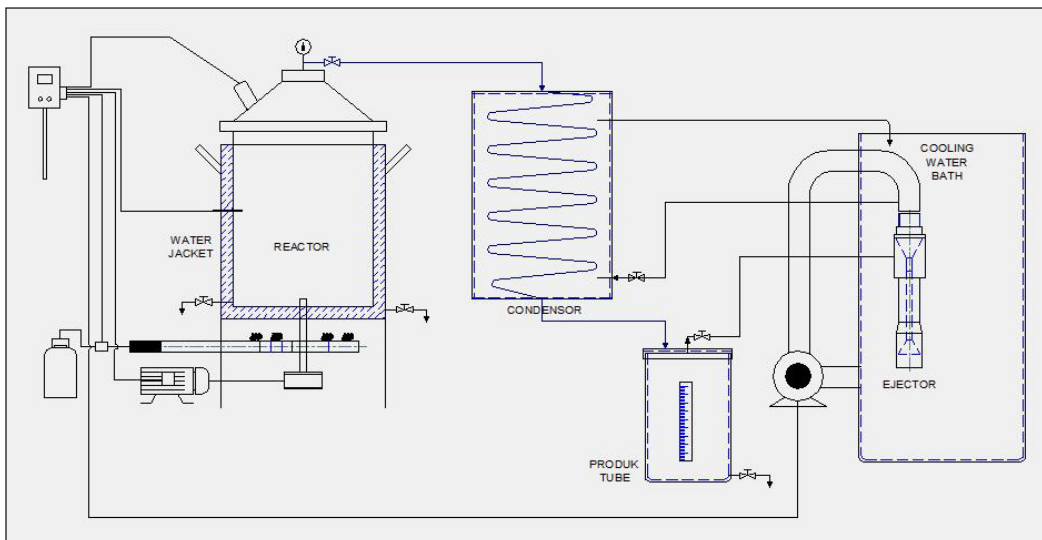 COOLING
WATER
BATH
WATER
JACKET
REACTOR
CONDENSOR
EJECTOR
PRODUK
TUBE